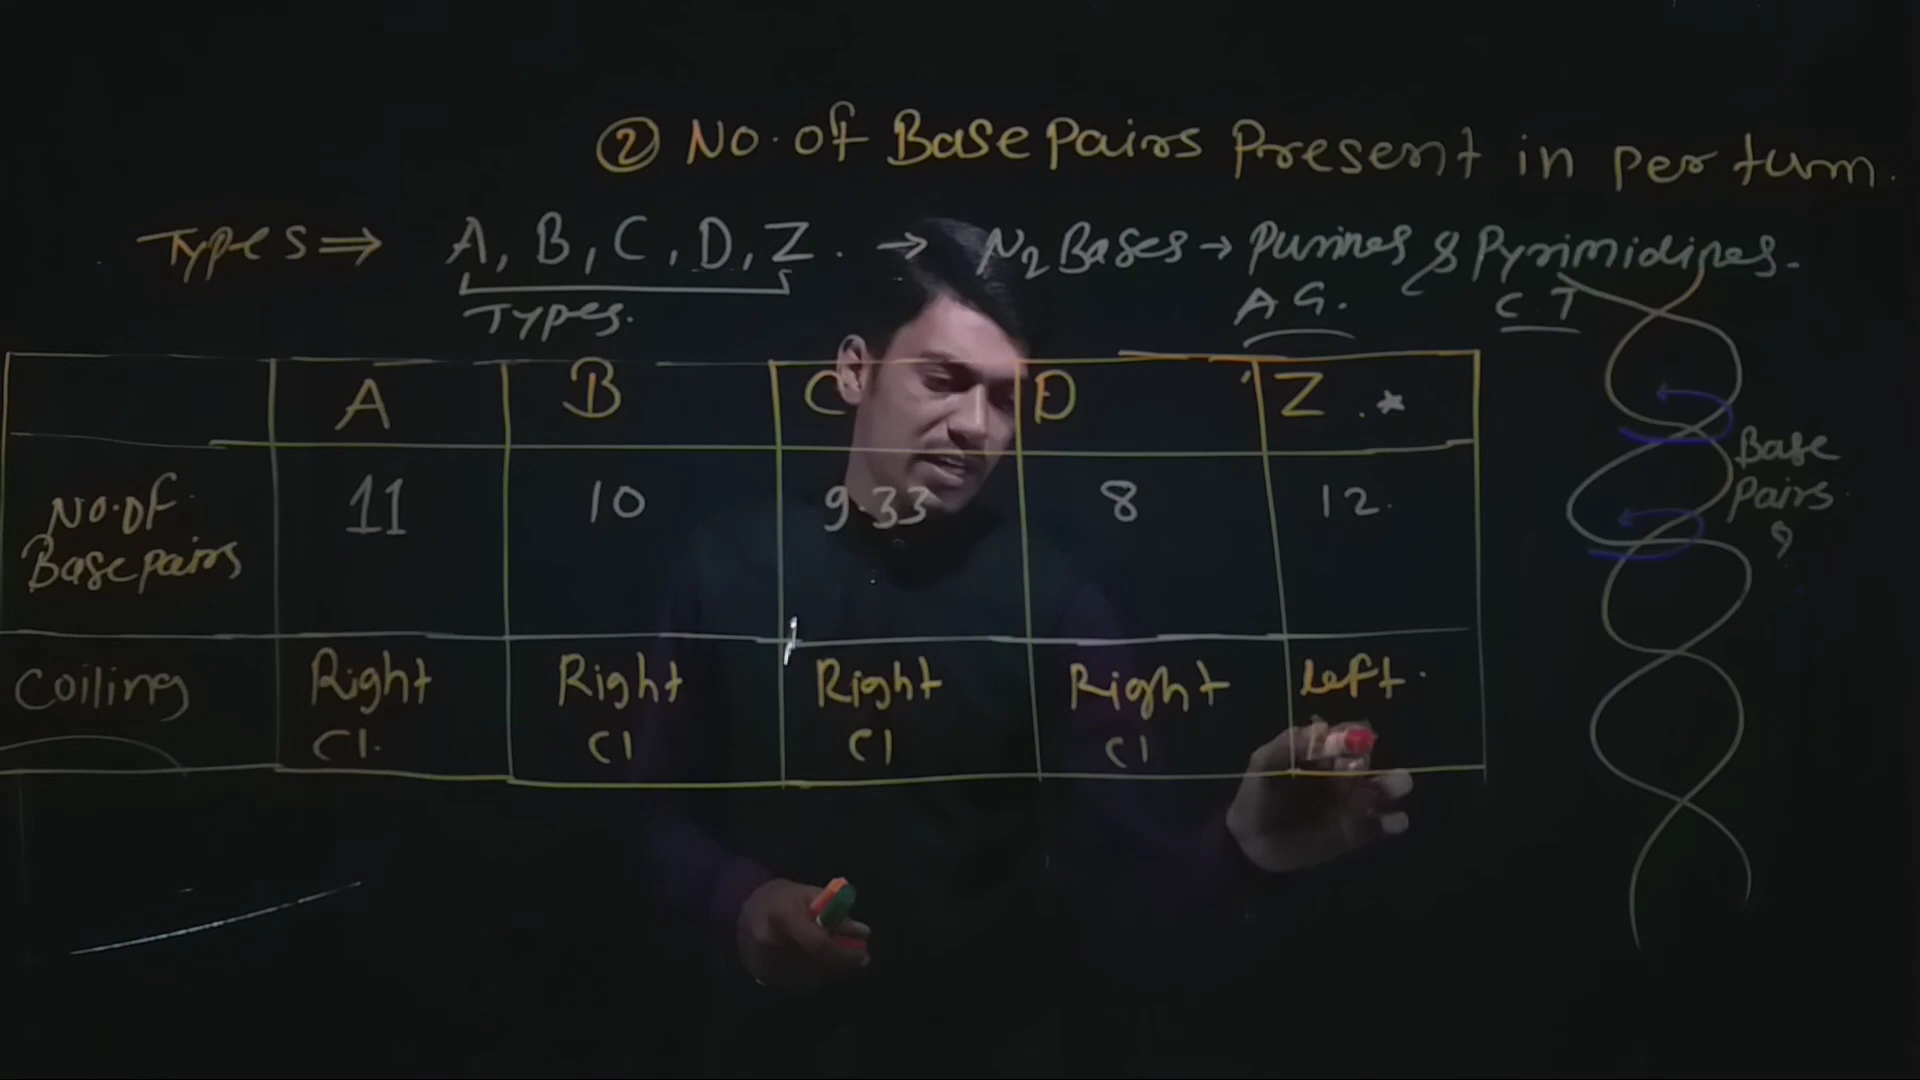 ② No. of Base pairs Present in per turn.
Types ⇒ A, B, C, D, Z. → N2 Bases → Purines & Pyrimidines.
Types. A G. C T
A B C D Z .*
No. of Base pairs 11 10 9.33 8 12.
Coiling Right Right Right Right Left.
Cl. Cl Cl Cl
Base
Pairs.